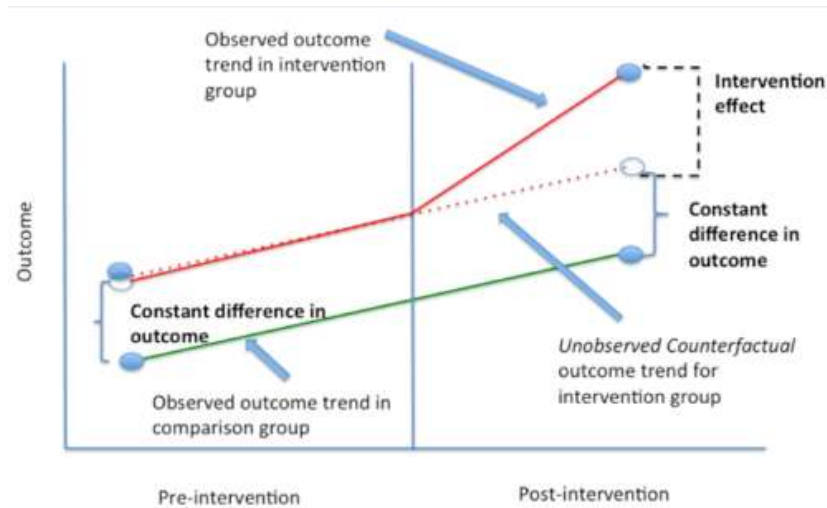 Observed outcome
trend in intervention
group
Intervention
effect
Outcome
Constant
difference in
outcome
Constant difference in
outcome
Unobserved Counterfactual
outcome trend for
intervention group
Observed outcome trend in
comparison group
Pre-intervention
Post-intervention